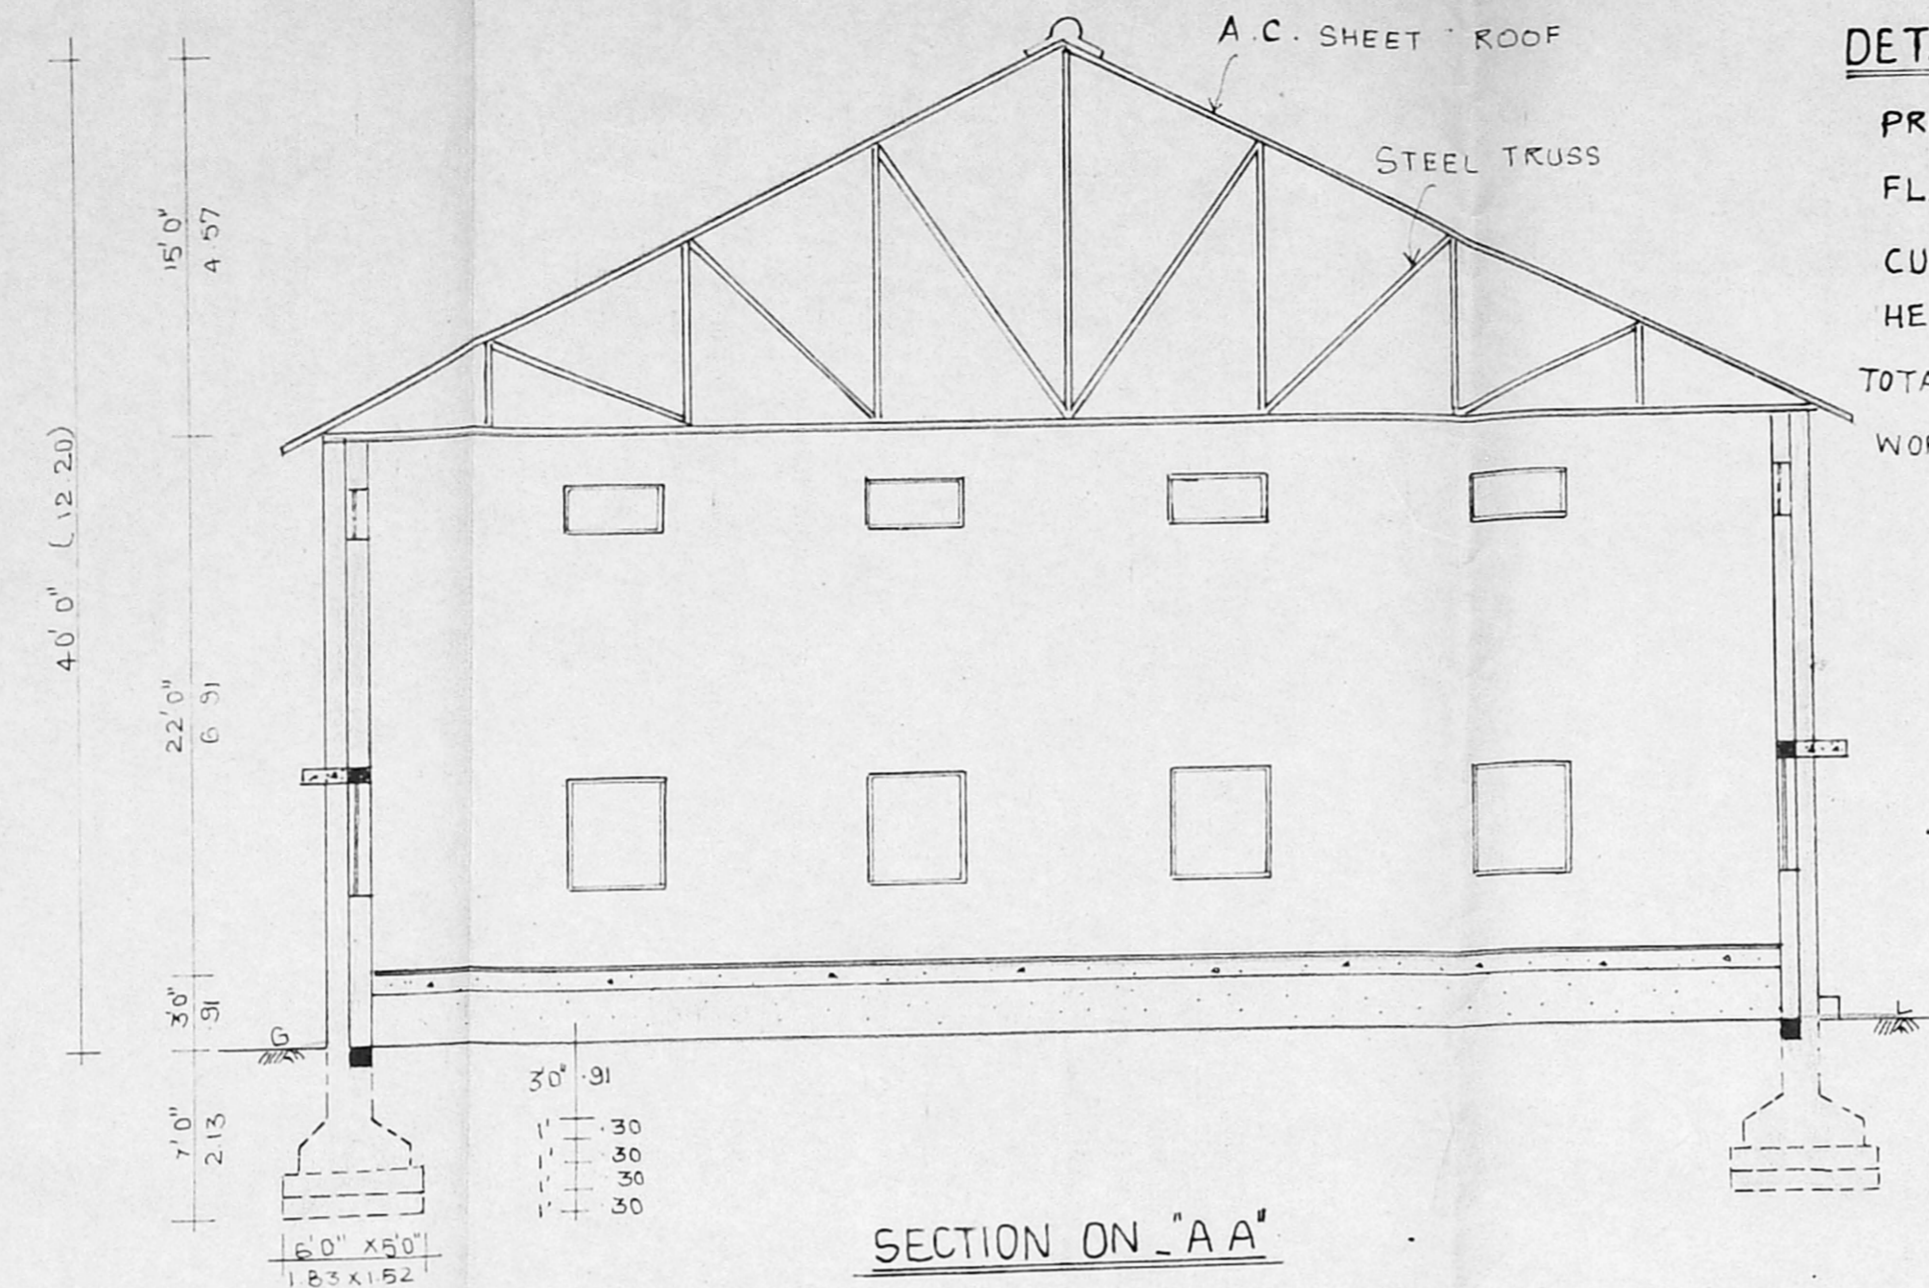 A.C. SHEET ROOF
STEEL TRUSS
DET
PR
FL
CU
HE
TOTA
WOR
40'0" (12.20)
15'0"
4.57
22'0"
6 91
3'0"
91
7'0"
2.13
G
L
3'0" .91
1' .30
1' .30
1' 30
1' 30
6'0" X 5'0"
1.83 X 1.52
SECTION ON "A A"